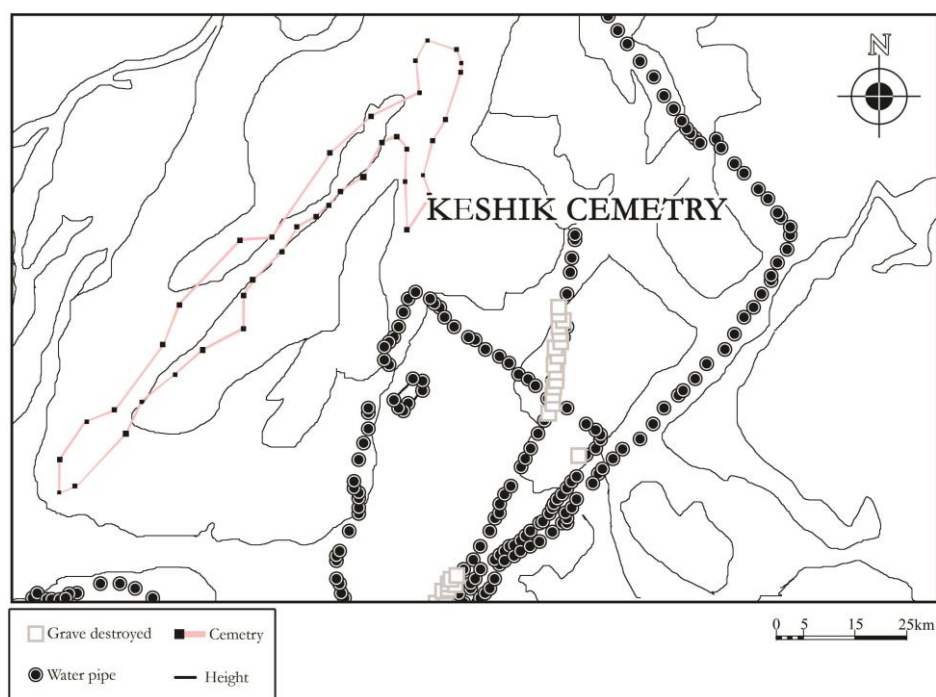 N
KESHIK CEMETRY
Grave destroyed
Cemetry
Water pipe
Height
0 5 15 25km